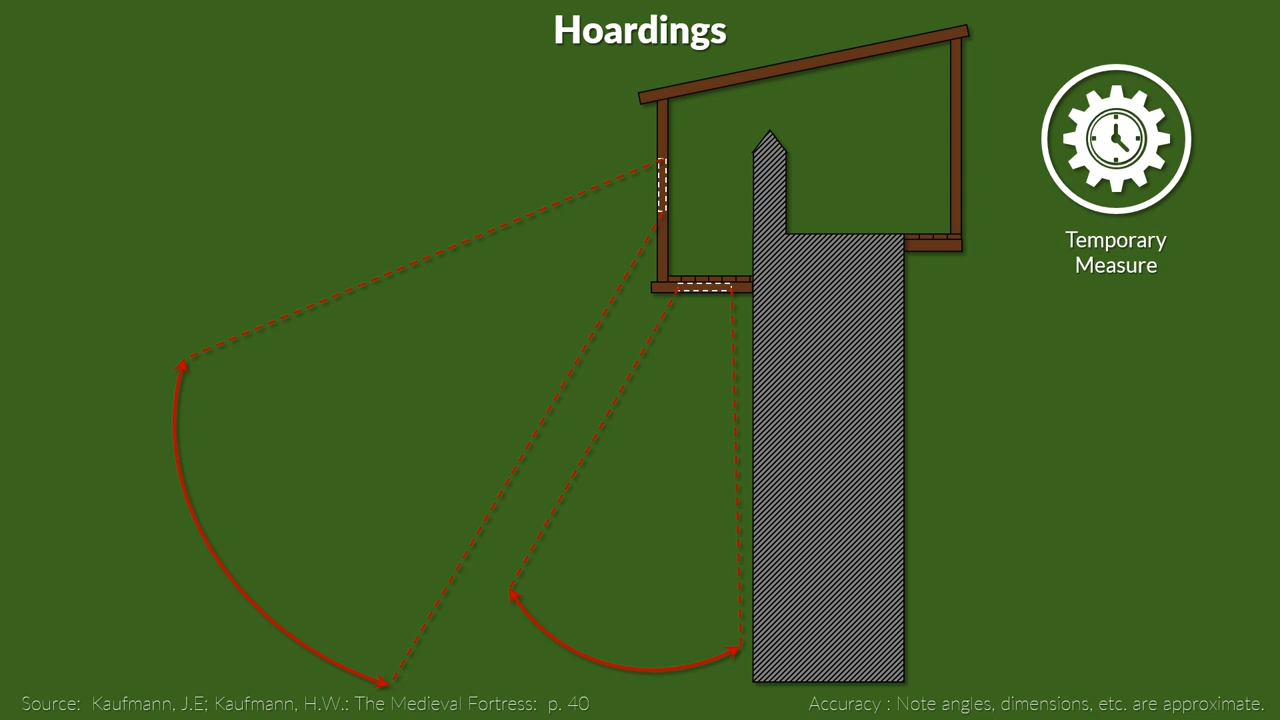 Hoardings
Temporary
Measure
Source:  Kaufmann, J.E; Kaufmann, H.W.: The Medieval Fortress:  p. 40
Accuracy : Note angles, dimensions, etc. are approximate.